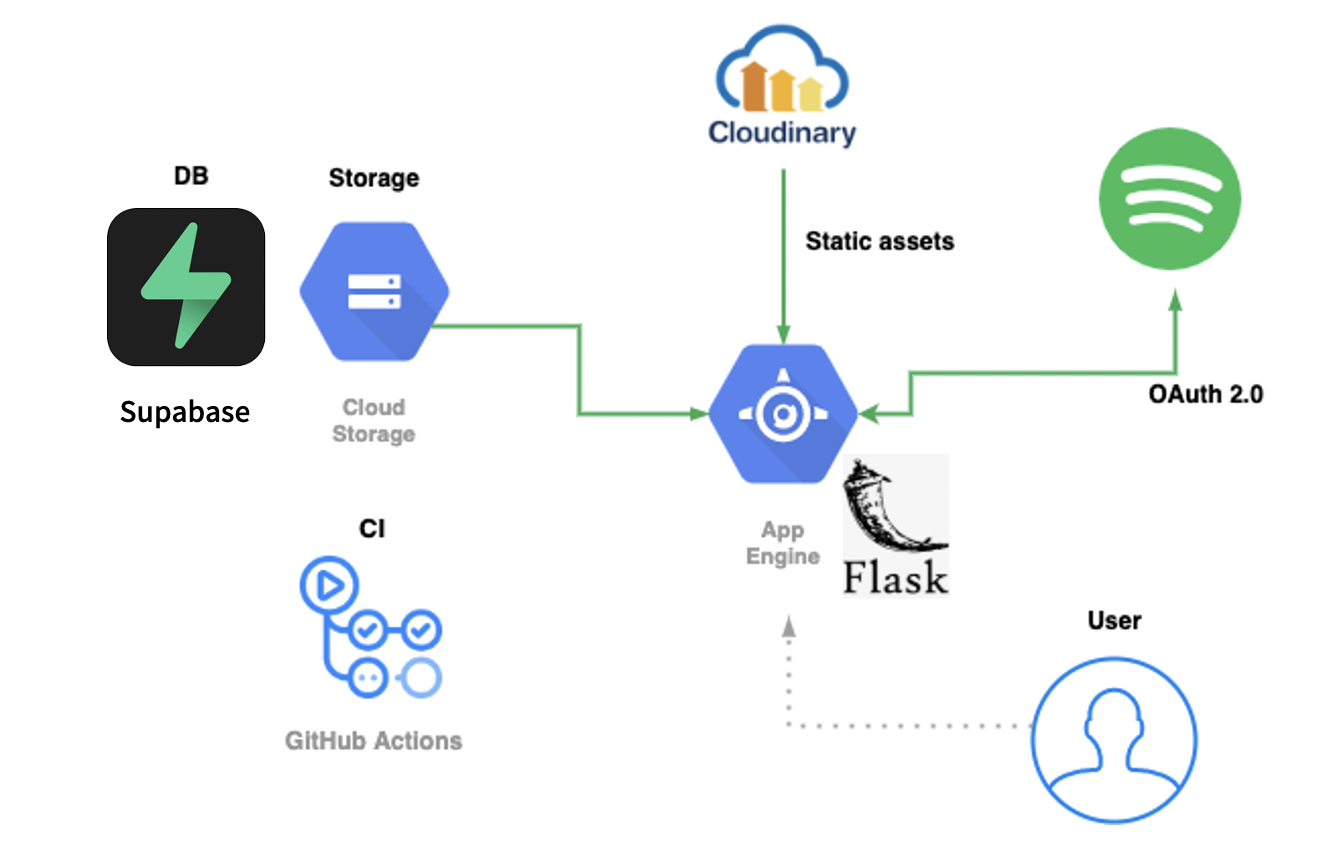 Cloudinary
DB
Storage
Static assets
OAuth 2.0
Supabase
Cloud
Storage
CI
App
Engine
Flask
User
GitHub Actions